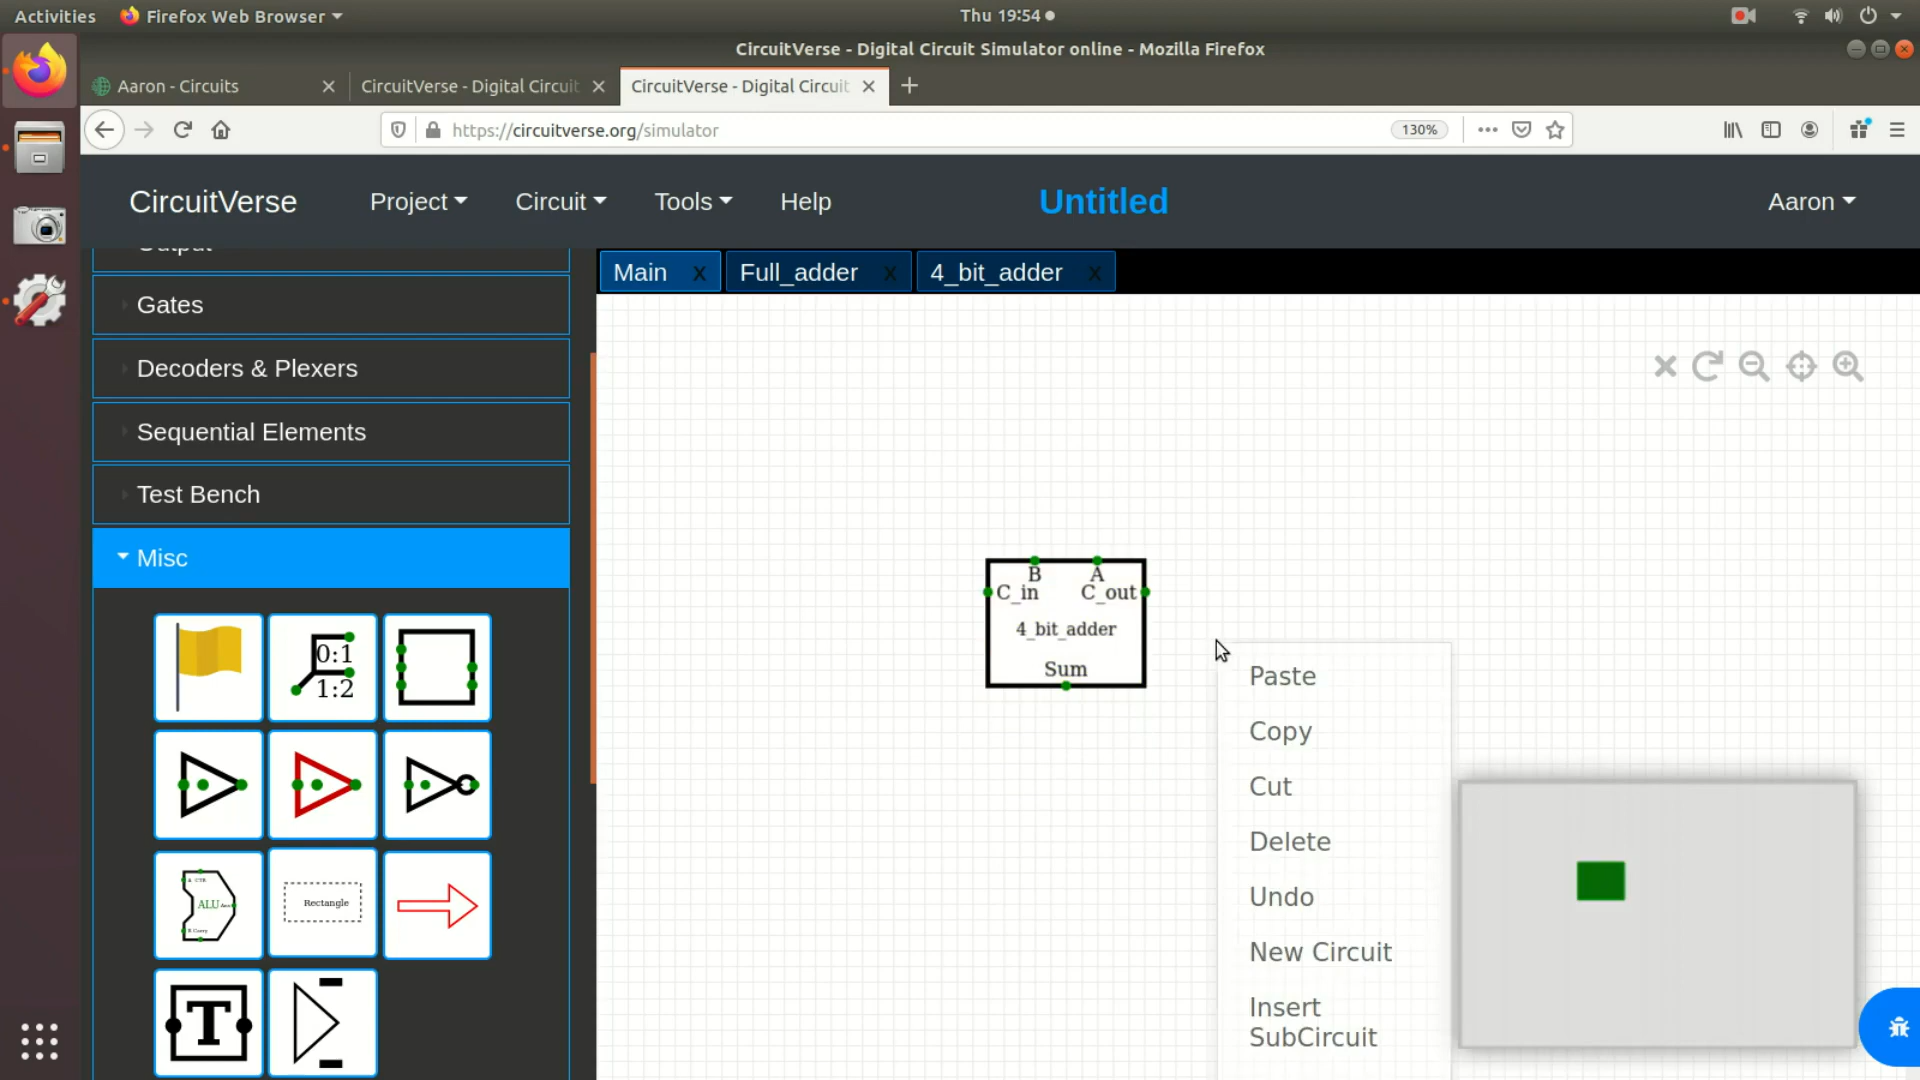 Activities
Firefox Web Browser
Thu 19:54
CircuitVerse - Digital Circuit Simulator online - Mozilla Firefox
Aaron - Circuits
CircuitVerse - Digital Circuit
CircuitVerse - Digital Circuit
https://circuitverse.org/simulator
130%
CircuitVerse
Project
Circuit
Tools
Help
Untitled
Aaron
Output
Main x
Full_adder x
4_bit_adder x
Gates
Decoders & Plexers
Sequential Elements
Test Bench
Misc
0:1
1:2
ALU
Rectangle
T
B A
C_in C_out
4_bit_adder
Sum
Paste
Copy
Cut
Delete
Undo
New Circuit
Insert
SubCircuit